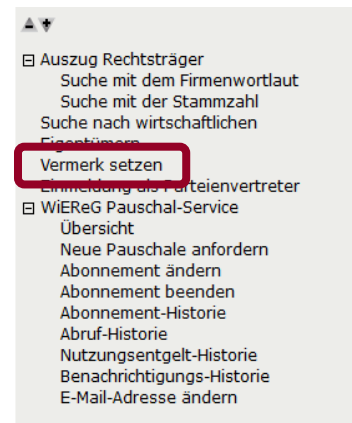 Auszug Rechtsträger
Suche mit dem Firmenwortlaut
Suche mit der Stammzahl
Suche nach wirtschaftlichen
Eigentümern
Vermerk setzen
Einmeldung als Parteienvertreter
WiEReG Pauschal-Service
Übersicht
Neue Pauschale anfordern
Abonnement ändern
Abonnement beenden
Abonnement-Historie
Abruf-Historie
Nutzungsentgelt-Historie
Benachrichtigungs-Historie
E-Mail-Adresse ändern